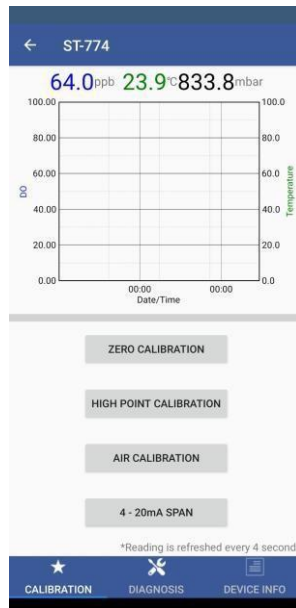 ST-774
64.0ppb 23.9°C 833.8mbar
100.00 100.0
80.00 80.0
60.00 60.0
40.00 40.0
20.00 20.0
0.00 0.0
DO
Temperature
00:00 00:00
Date/Time
ZERO CALIBRATION
HIGH POINT CALIBRATION
AIR CALIBRATION
4 - 20mA SPAN
*Reading is refreshed every 4 second
CALIBRATION DIAGNOSIS DEVICE INFO